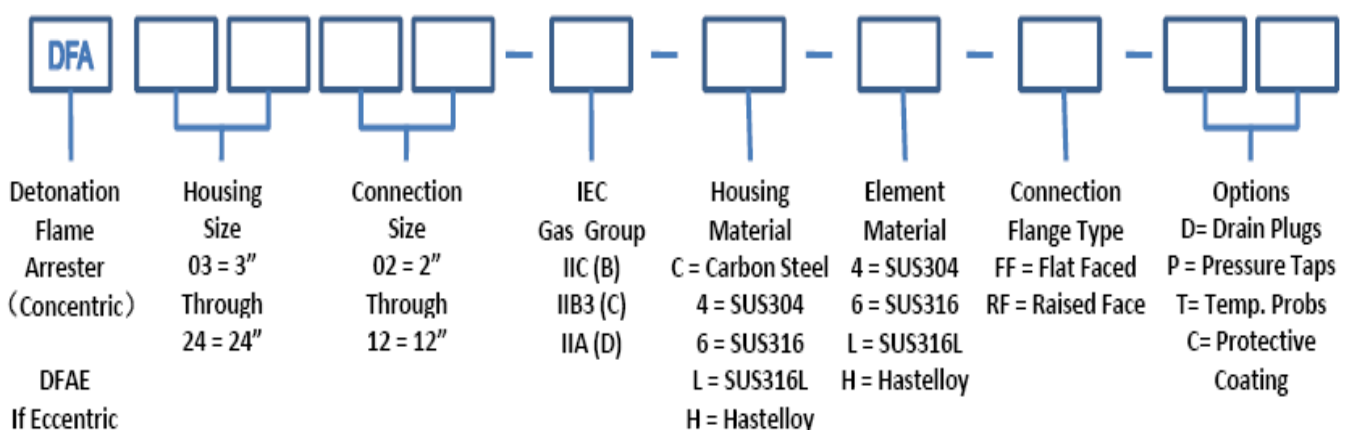 DFA
Detonation
Flame
Arrester
(Concentric)
DFAE
If Eccentric
Housing
Size
03 = 3"
Through
24 = 24"
Connection
Size
02 = 2"
Through
12 = 12"
IEC
Gas Group
IIC (B)
IIB3 (C)
IIA (D)
Housing
Material
C = Carbon Steel
4 = SUS304
6 = SUS316
L = SUS316L
H = Hastelloy
Element
Material
4 = SUS304
6 = SUS316
L = SUS316L
H = Hastelloy
Connection
Flange Type
FF = Flat Faced
RF = Raised Face
Options
D= Drain Plugs
P = Pressure Taps
T= Temp. Probs
C= Protective
Coating